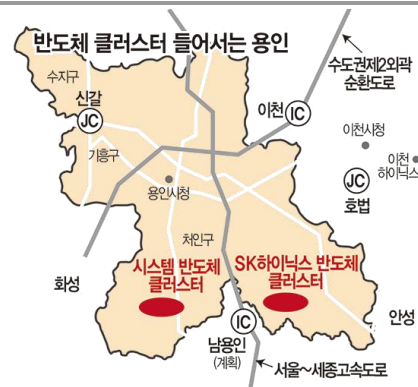 반도체 클러스터 들어서는 용인
수지구
신갈
JC
기흥구
용인시청
처인구
이천 IC
수도권제2외곽
순환도로
이천시청
이천
하이닉스
JC
호법
화성
시스템 반도체
클러스터
SK하이닉스 반도체
클러스터
안성
IC
남용인
(계획)
서울~세종고속도로